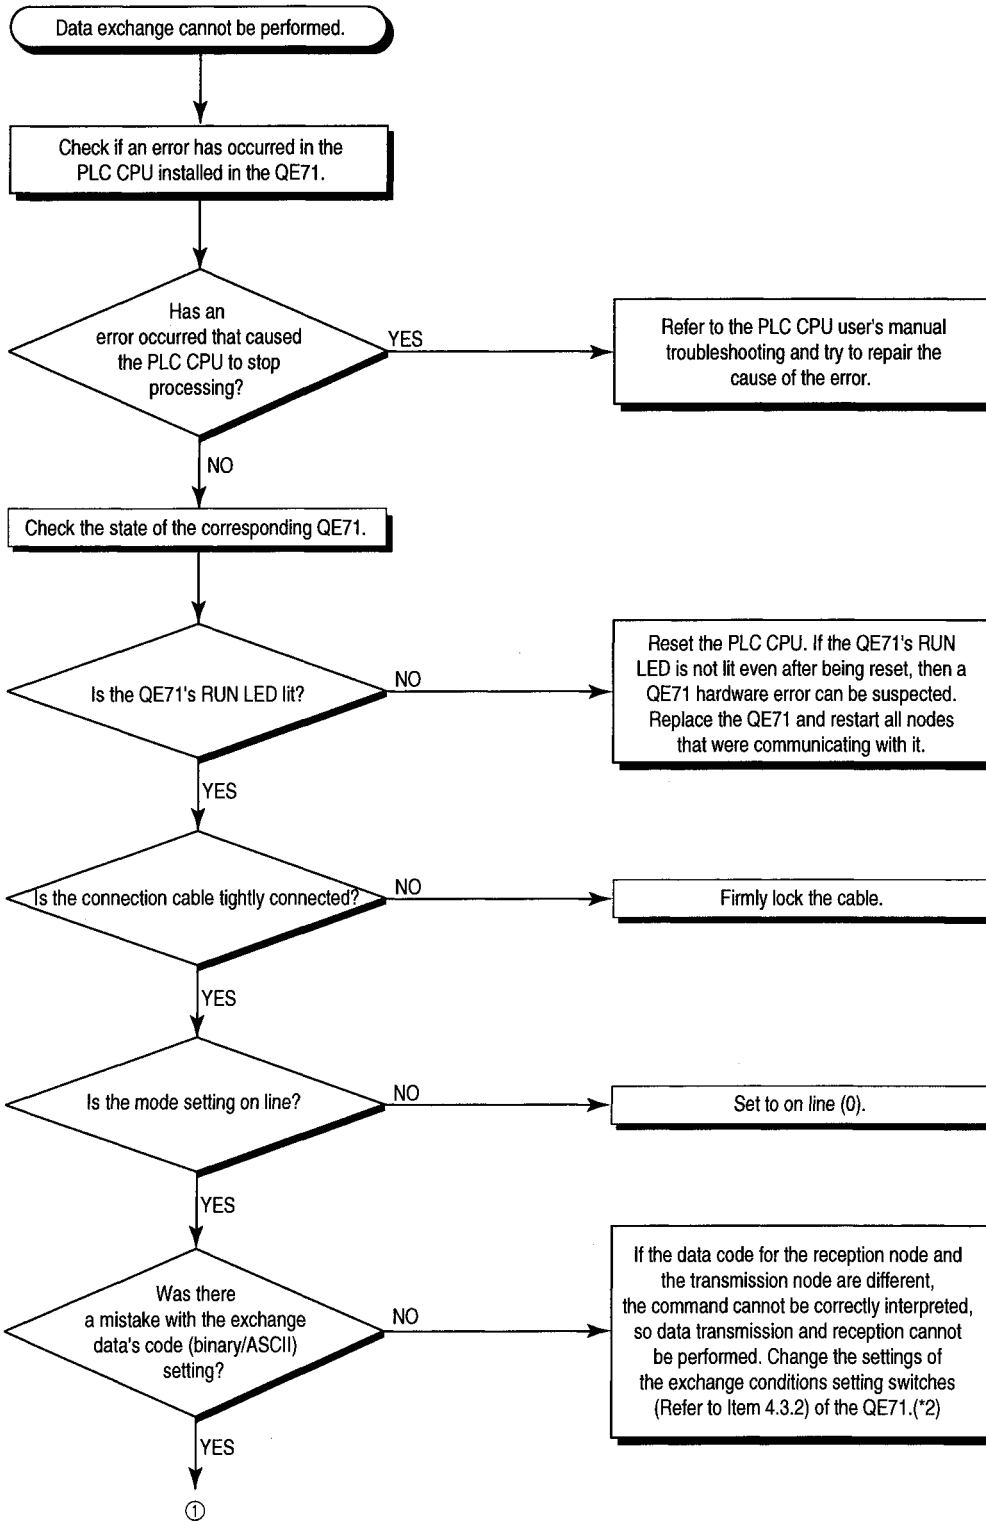 Data exchange cannot be performed.
Check if an error has occurred in the
PLC CPU installed in the QE71.
Has an
error occurred that caused
the PLC CPU to stop
processing?
YES
Refer to the PLC CPU user's manual
troubleshooting and try to repair the
cause of the error.
NO
Check the state of the corresponding QE71.
Is the QE71's RUN LED lit?
NO
Reset the PLC CPU. If the QE71's RUN
LED is not lit even after being reset, then a
QE71 hardware error can be suspected.
Replace the QE71 and restart all nodes
that were communicating with it.
YES
Is the connection cable tightly connected?
NO
Firmly lock the cable.
YES
Is the mode setting on line?
NO
Set to on line (0).
YES
Was there
a mistake with the exchange
data's code (binary/ASCII)
setting?
NO
If the data code for the reception node and
the transmission node are different,
the command cannot be correctly interpreted,
so data transmission and reception cannot
be performed. Change the settings of
the exchange conditions setting switches
(Refer to Item 4.3.2) of the QE71.(*2)
YES
①